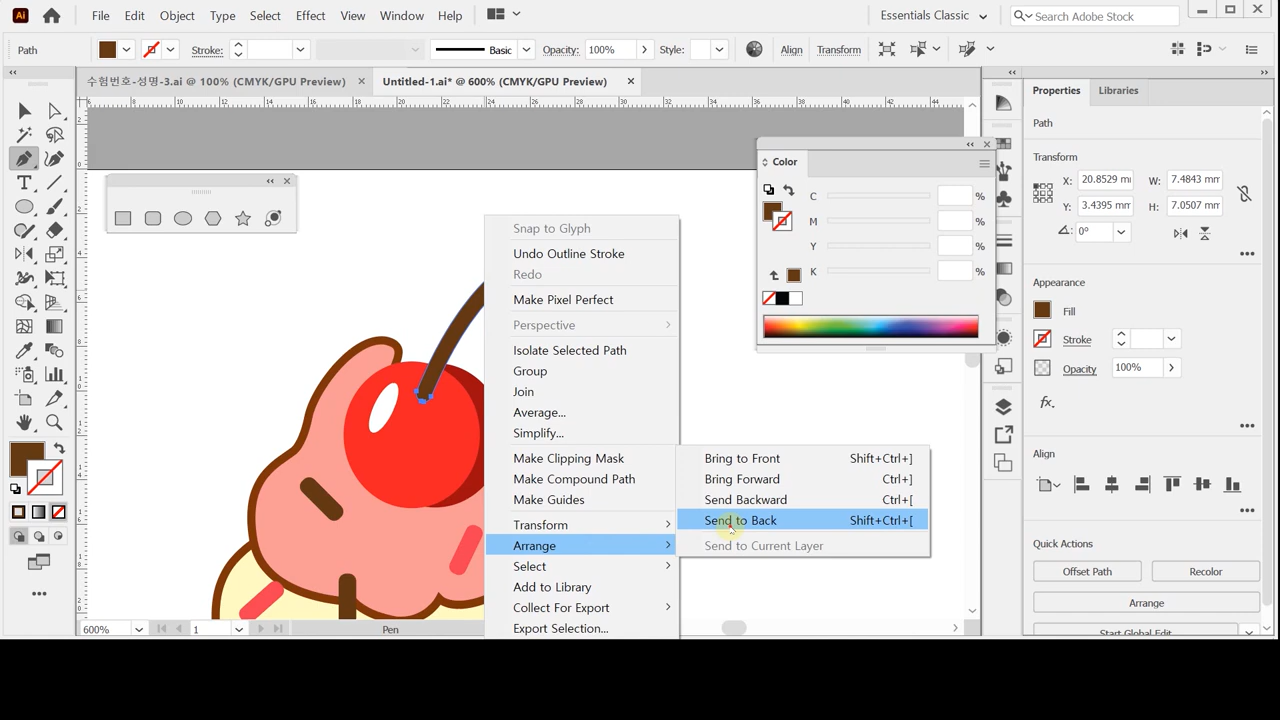 Ai File Edit Object Type Select Effect View Window Help Essentials Classic Search Adobe Stock
Path Stroke: Basic Opacity: 100% Style: Align Transform
수험번호-성명-3.ai @ 100% (CMYK/GPU Preview) Untitled-1.ai* @ 600% (CMYK/GPU Preview)
Properties Libraries
Path
Transform
X: 20.8529 mm W: 7.4843 mm
Y: 3.4395 mm H: 7.0507 mm
0°
Appearance
Fill
Stroke
Opacity 100%
fx.
Align
Quick Actions
Offset Path Recolor
Arrange
Start Global Edit
Color
C %
M %
Y %
K %
Snap to Glyph
Undo Outline Stroke
Redo
Make Pixel Perfect
Perspective
Isolate Selected Path
Group
Join
Average...
Simplify...
Make Clipping Mask
Make Compound Path
Make Guides
Transform
Arrange
Select
Add to Library
Collect For Export
Export Selection...
Bring to Front Shift+Ctrl+]
Bring Forward Ctrl+]
Send Backward Ctrl+[
Send to Back Shift+Ctrl+[
Send to Current Layer
600% 1 Pen